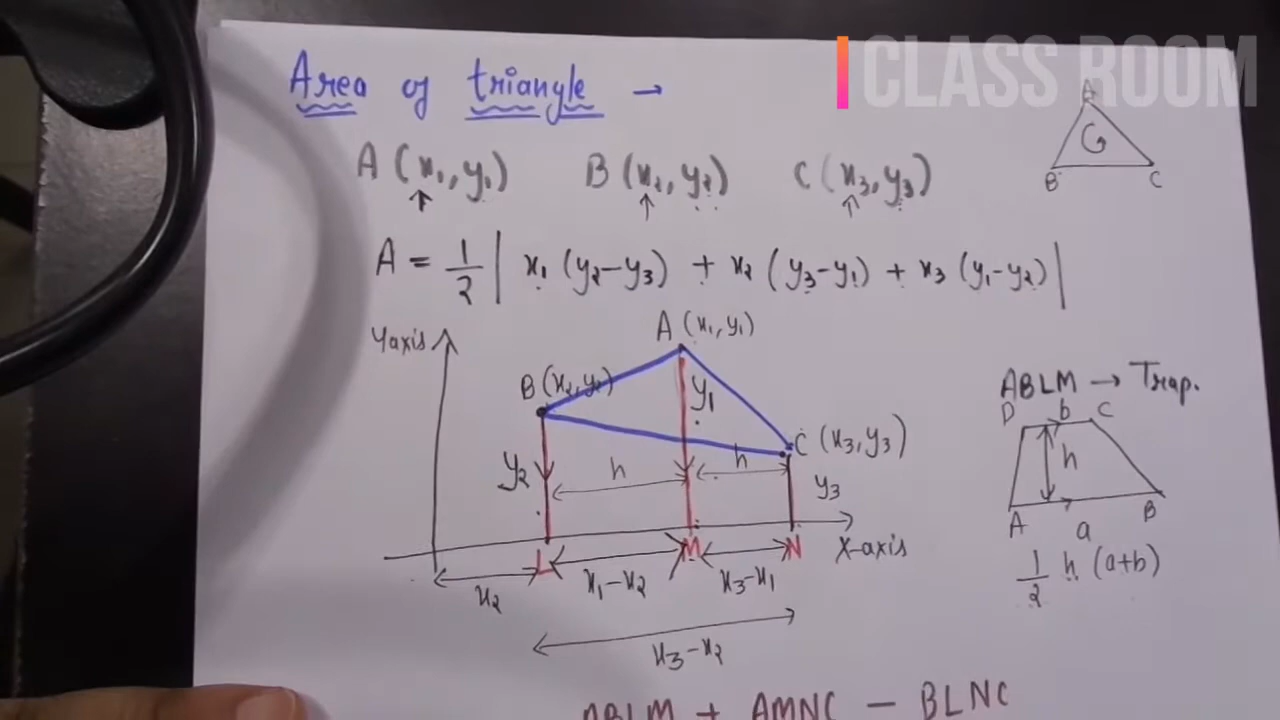 CLASS ROOM
Area of triangle →
A
G
B C
A (x₁, y₁) B (x₂, y₂) C (x₃, y₃)
A = 1/2 | x₁ (y₂-y₃) + x₂ (y₃-y₁) + x₃ (y₁-y₂) |
Yaxis
A (x₁, y₁)
B (x₂, y₂)
y₁
C (x₃, y₃)
y₂
h
h
y₃
L M N X-axis
x₂ x₁-x₂ x₃-x₁
x₃-x₂
ABLM → Trap.
D b C
h
A a B
1/2 h (a+b)
ABLM + AMNC - BLNC